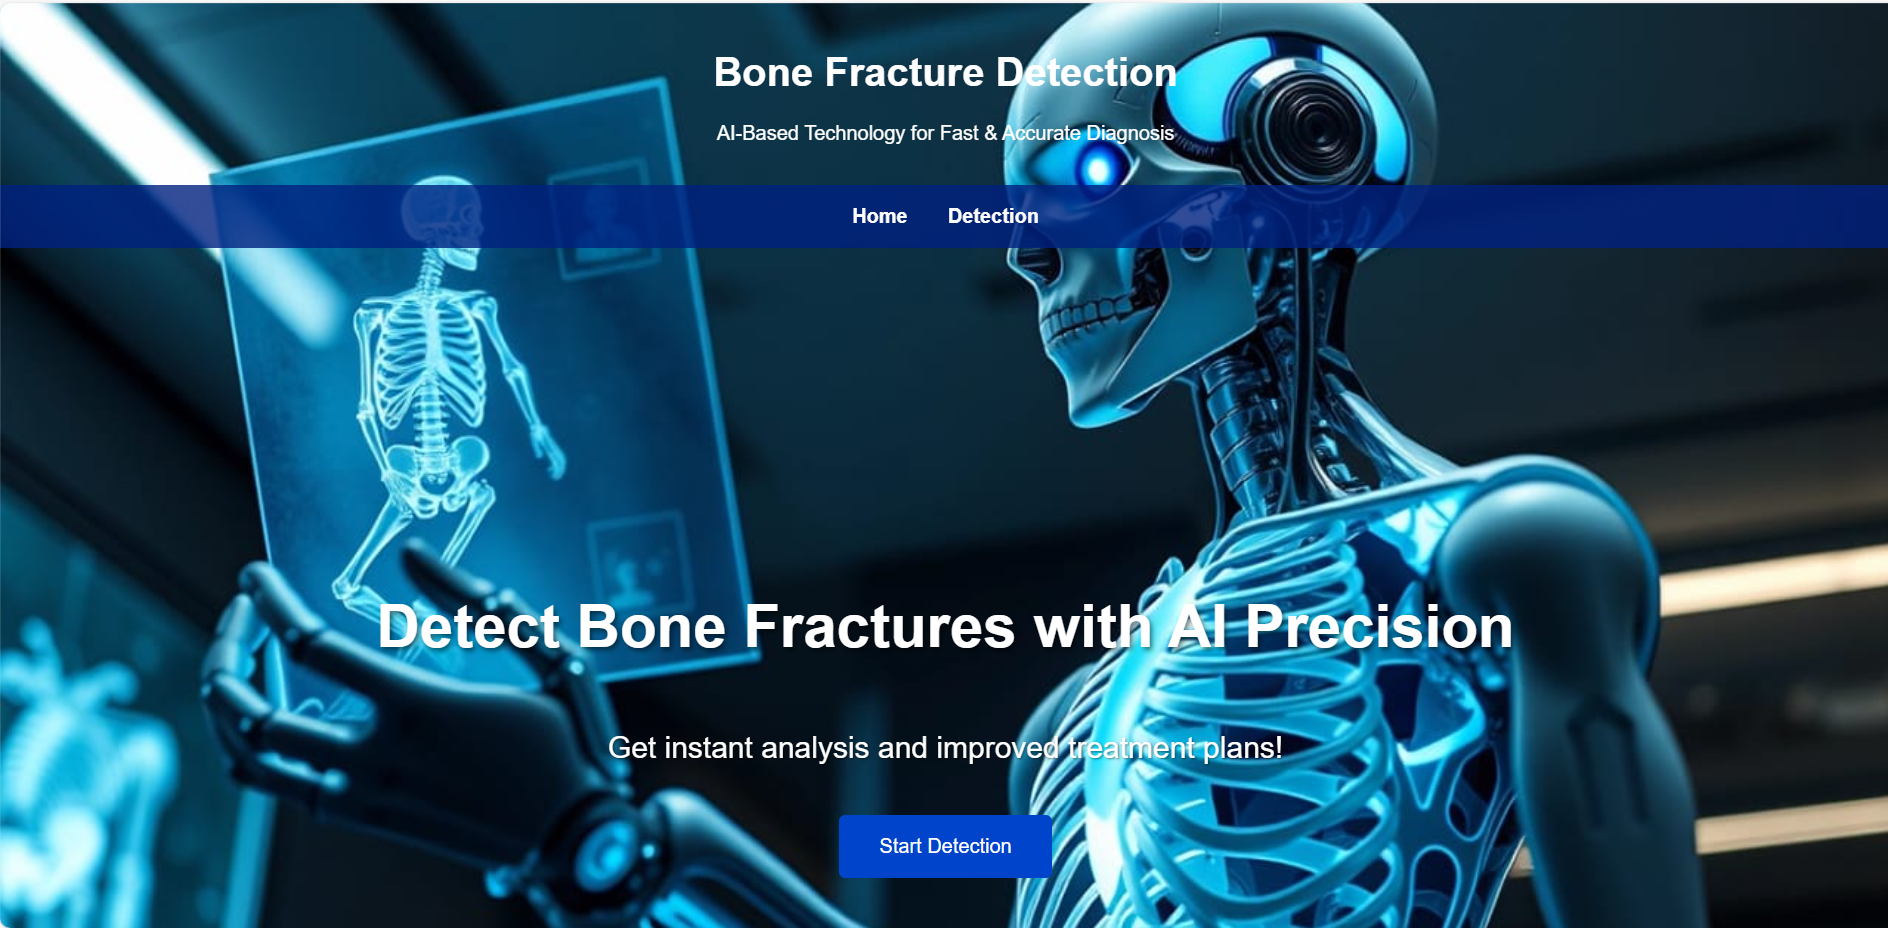 Bone Fracture Detection
AI-Based Technology for Fast & Accurate Diagnosis
Home Detection
Detect Bone Fractures with AI Precision
Get instant analysis and improved treatment plans!
Start Detection